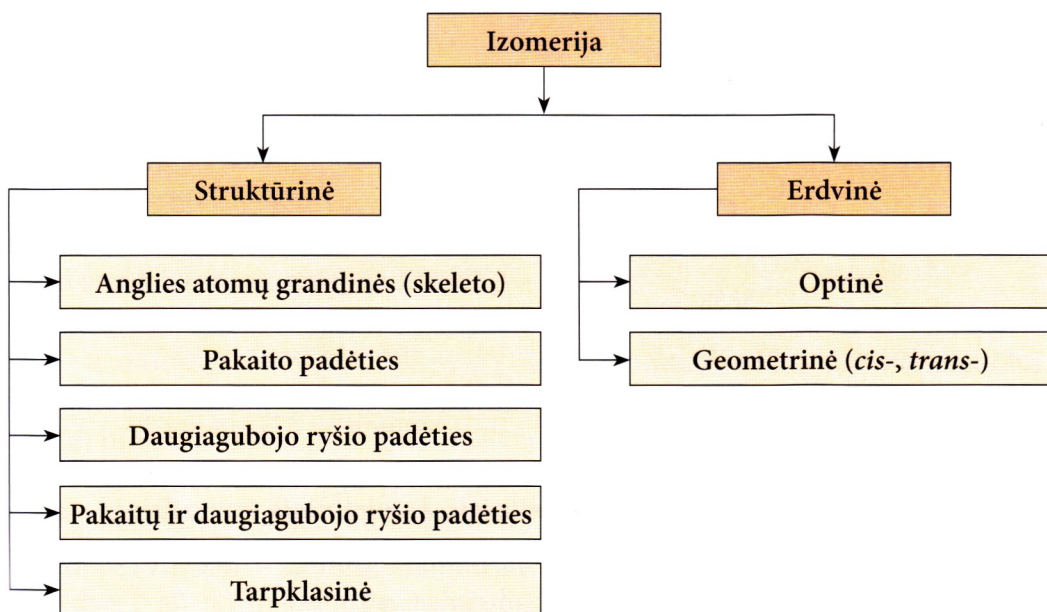 Izomerija
Struktūrinė
Anglies atomų grandinės (skeleto)
Pakaito padėties
Daugiagubojo ryšio padėties
Pakaitų ir daugiagubojo ryšio padėties
Tarpklasinė
Erdvinė
Optinė
Geometrinė (cis-, trans-)